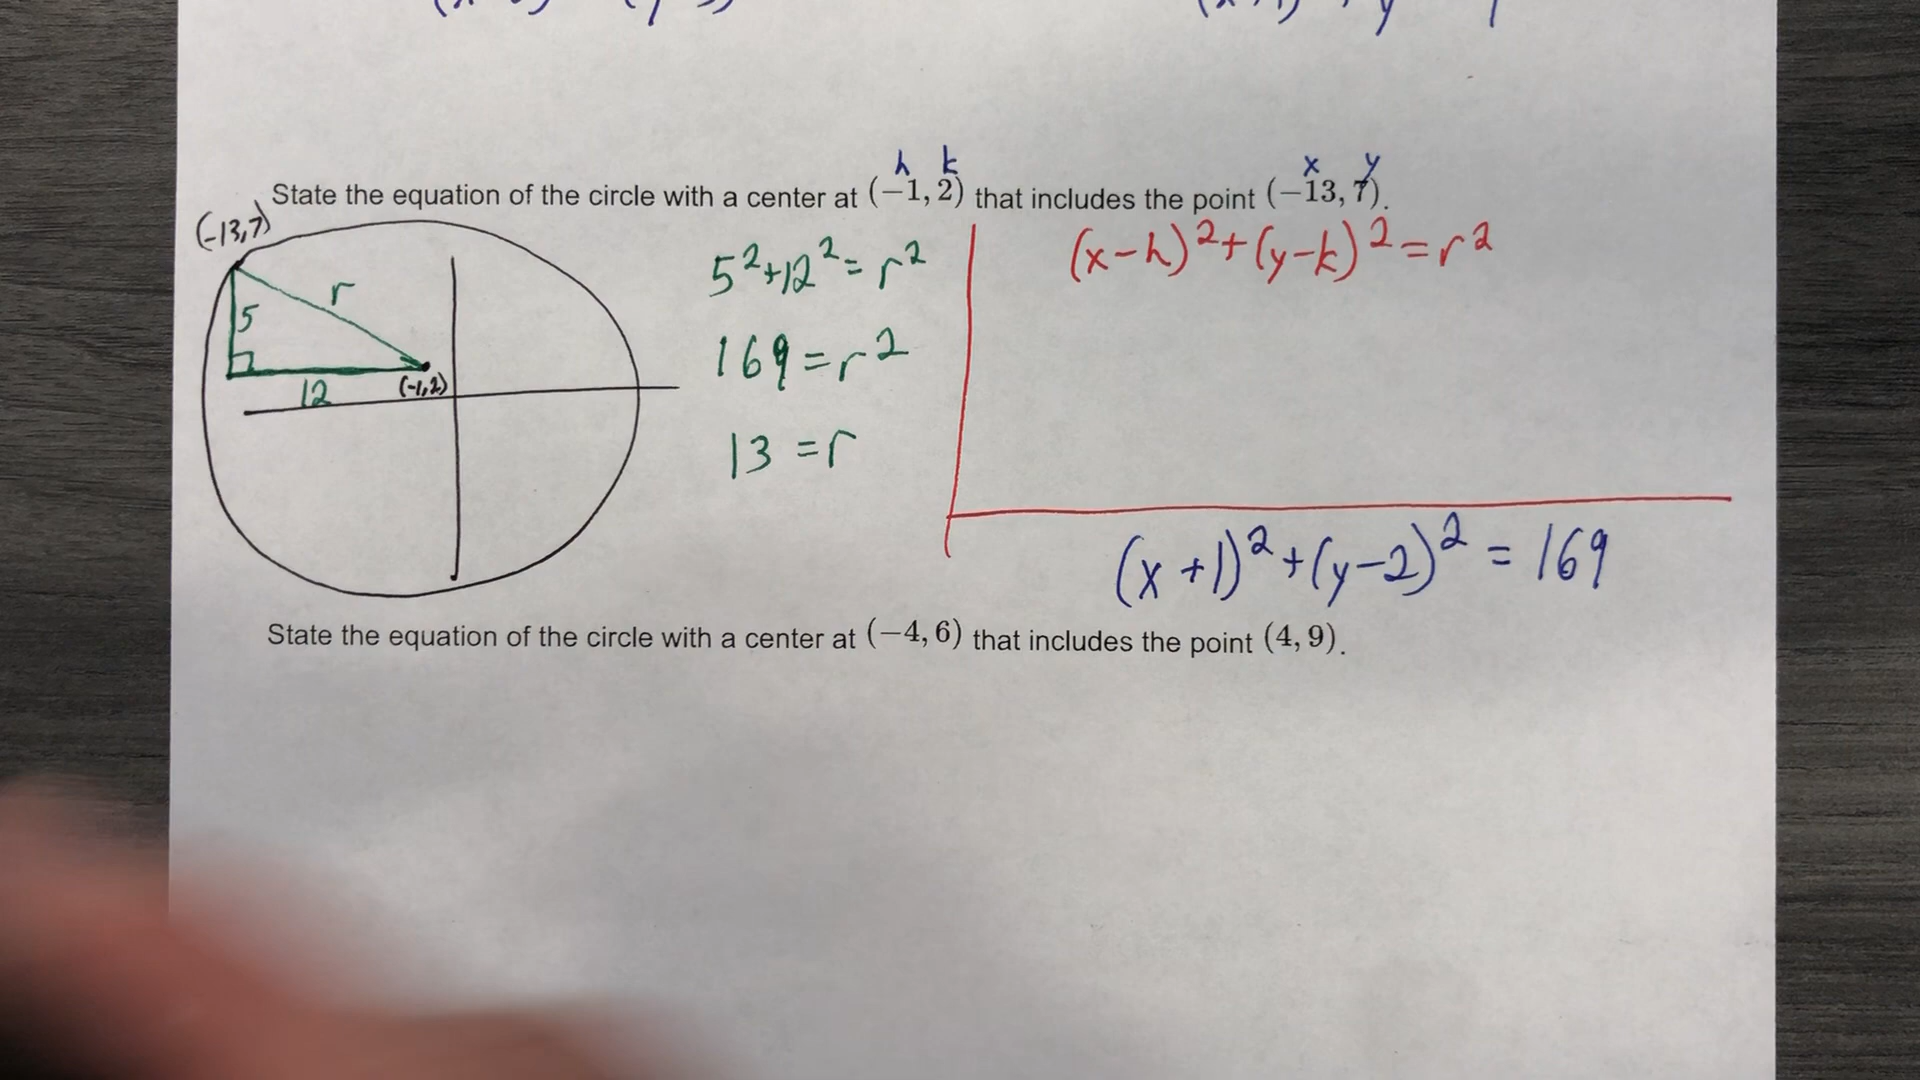 h k
x y
State the equation of the circle with a center at (−1, 2) that includes the point (−13, 7).
(-13,7)
r
5
12
(-1,2)
5²+12²=r²
169=r²
13=r
(x-h)²+(y-k)²=r²
(x+1)²+(y-2)²=169
State the equation of the circle with a center at (−4, 6) that includes the point (4, 9).